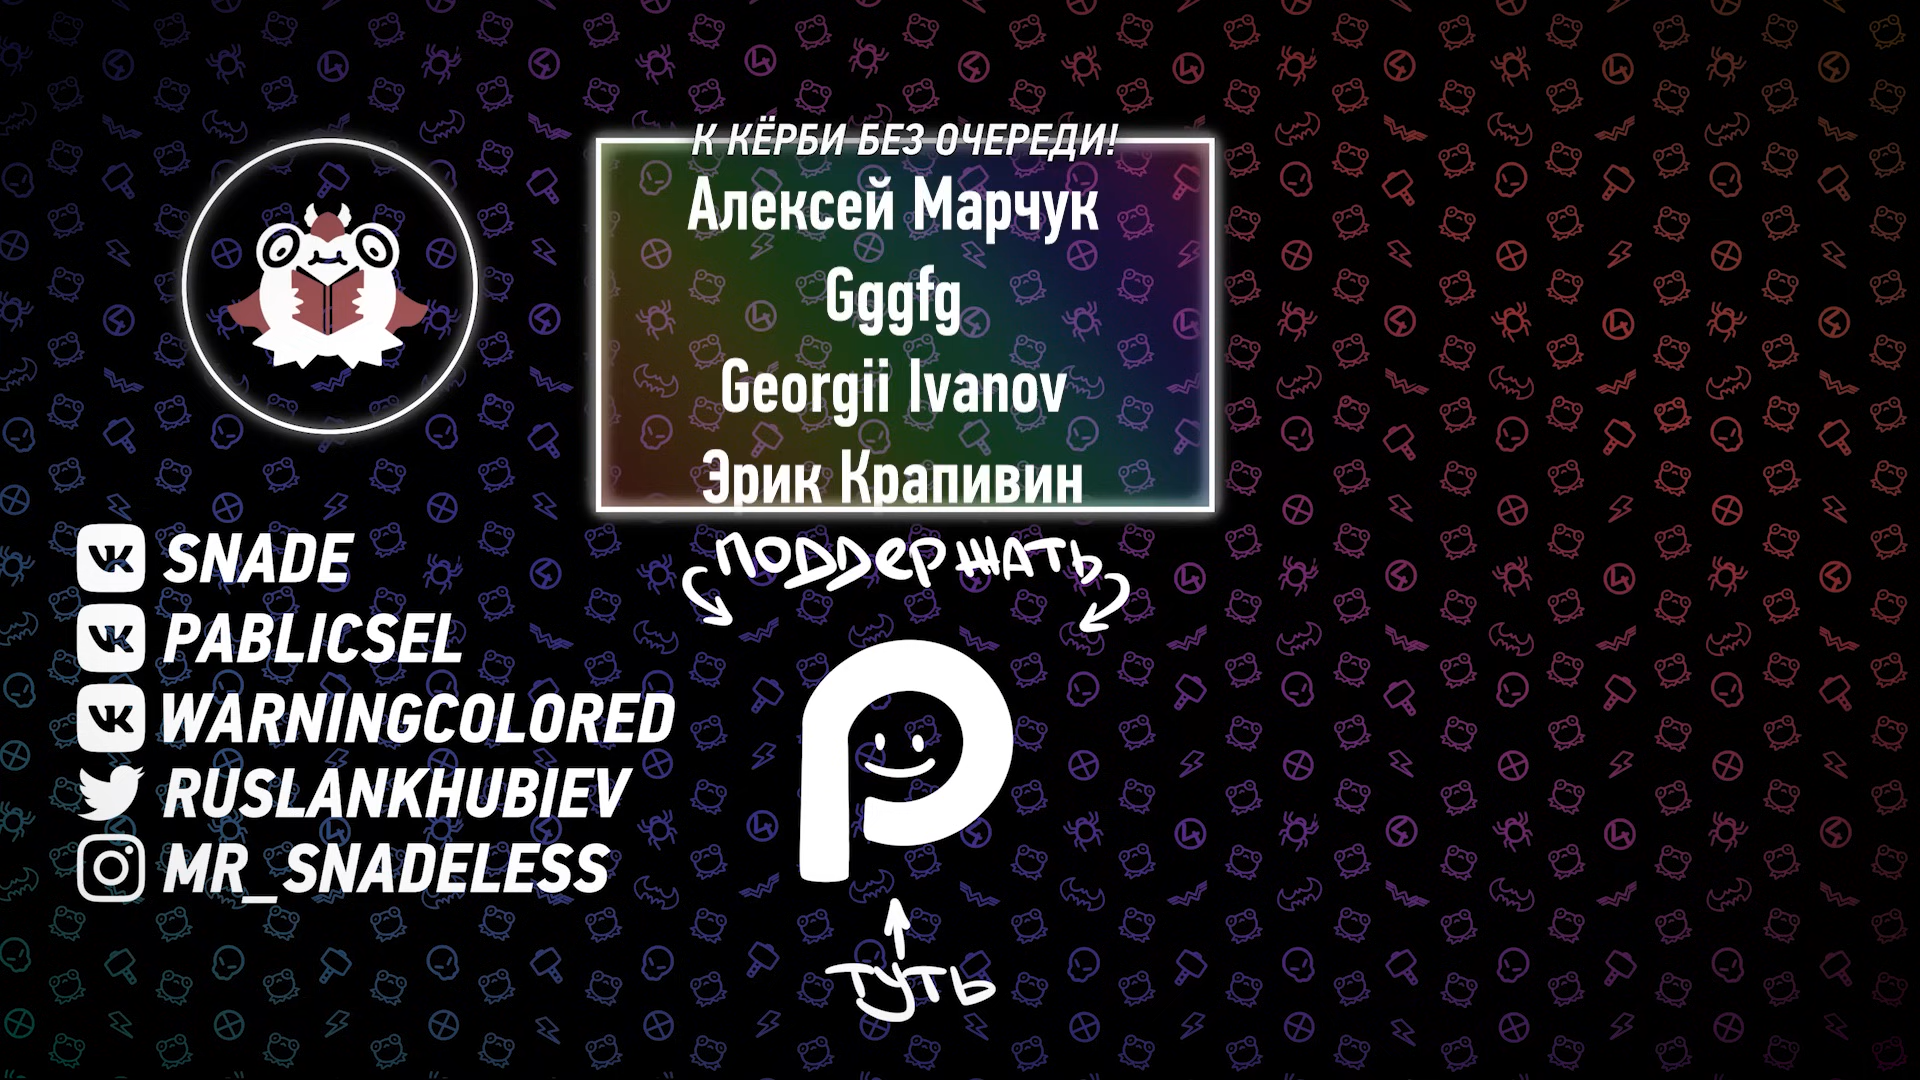 К КЁРБИ БЕЗ ОЧЕРЕДИ!
Алексей Марчук
Gggfg
Georgii Ivanov
Эрик Крапивин
ПОДДЕРЖАТЬ
SNADE
PABLICSEL
WARNINGCOLORED
RUSLANKHUBIEV
MR_SNADELESS
ТУТЬ